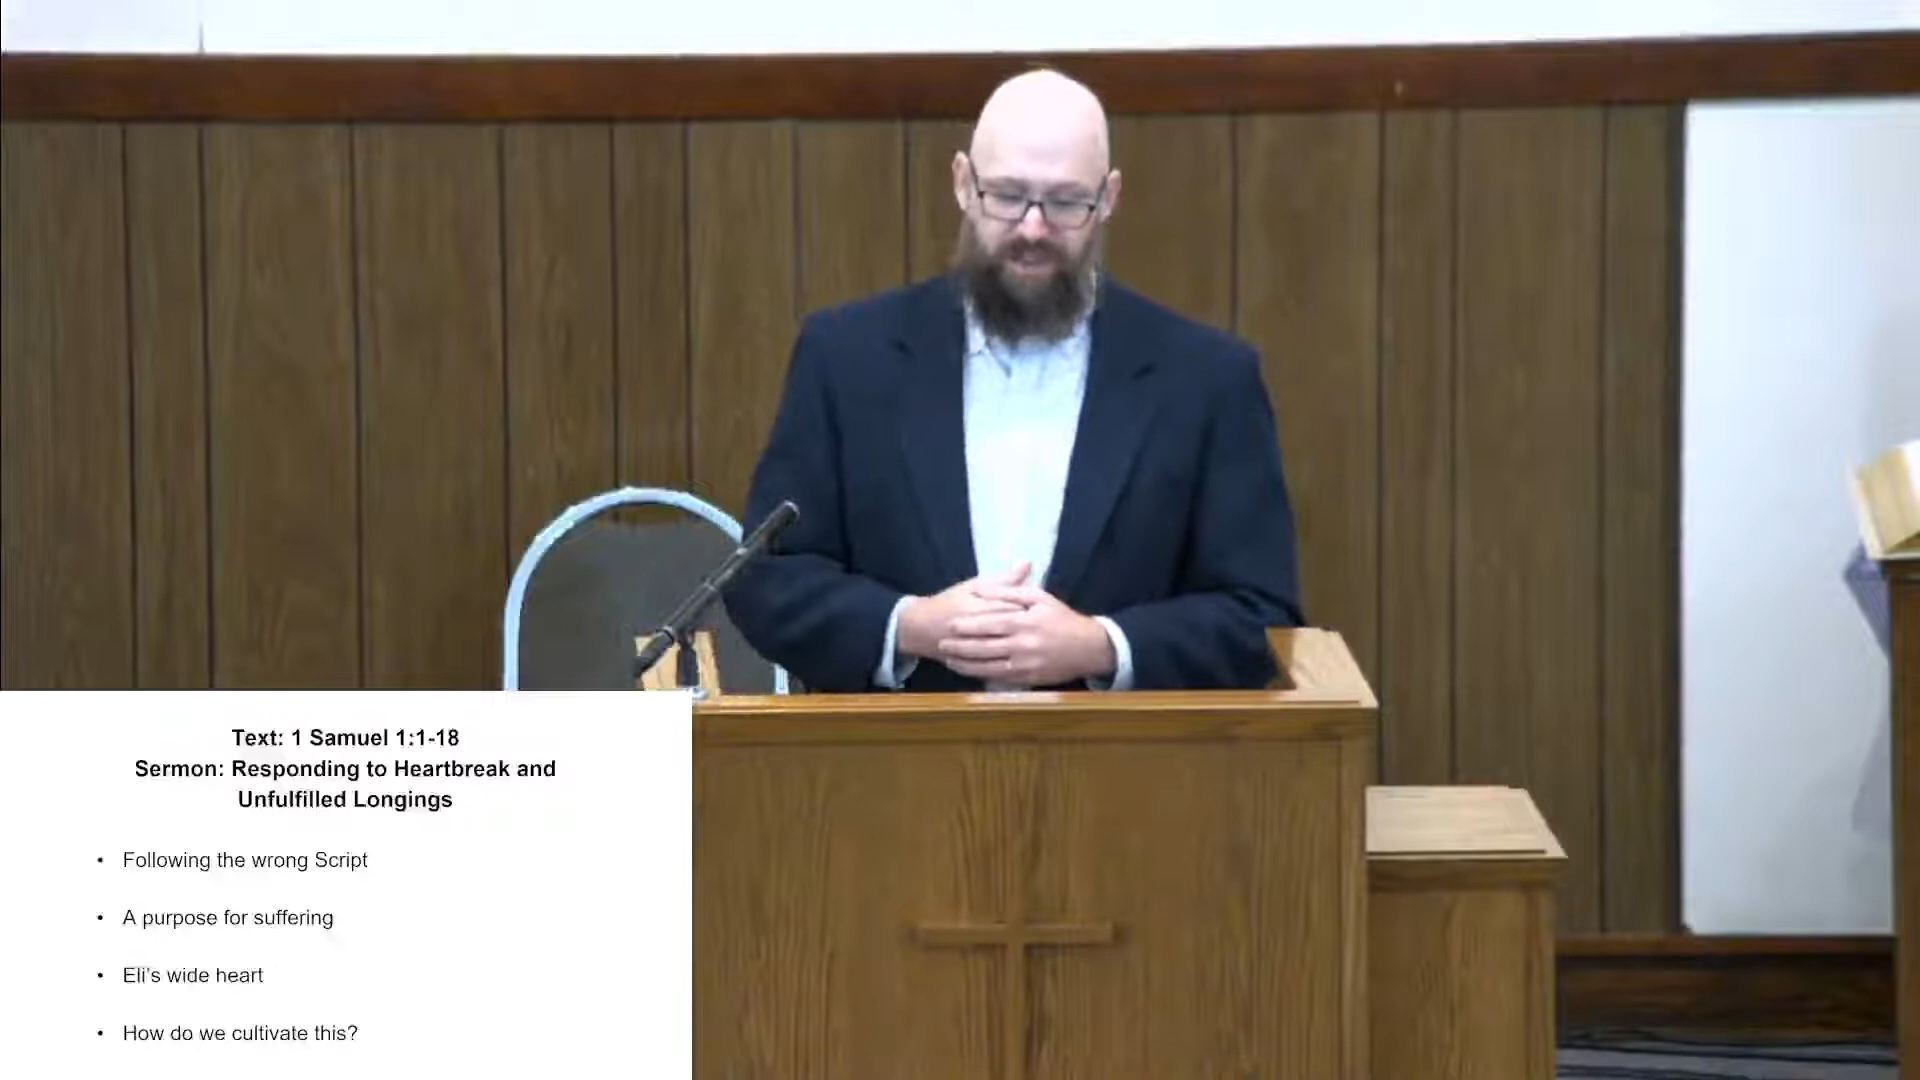 Text: 1 Samuel 1:1-18
Sermon: Responding to Heartbreak and
Unfulfilled Longings
• Following the wrong Script
• A purpose for suffering
• Eli's wide heart
• How do we cultivate this?